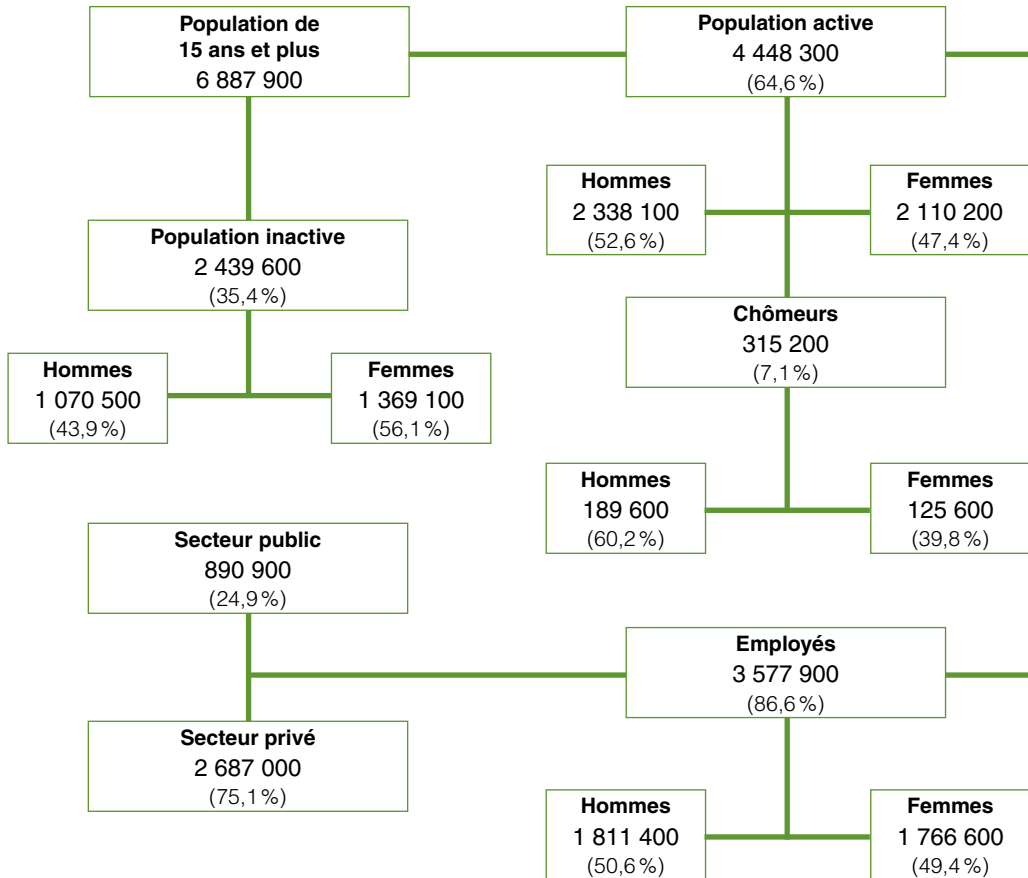 Population de
15 ans et plus
6 887 900
Population active
4 448 300
(64,6 %)
Hommes
2 338 100
(52,6 %)
Femmes
2 110 200
(47,4 %)
Population inactive
2 439 600
(35,4 %)
Chômeurs
315 200
(7,1 %)
Hommes
1 070 500
(43,9 %)
Femmes
1 369 100
(56,1 %)
Hommes
189 600
(60,2 %)
Femmes
125 600
(39,8 %)
Secteur public
890 900
(24,9 %)
Employés
3 577 900
(86,6 %)
Secteur privé
2 687 000
(75,1 %)
Hommes
1 811 400
(50,6 %)
Femmes
1 766 600
(49,4 %)